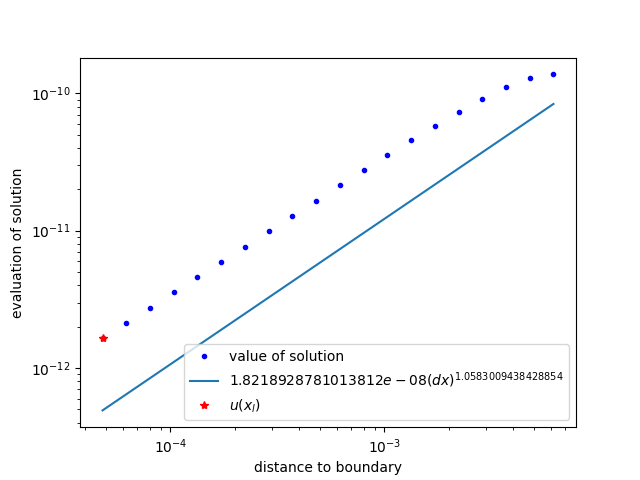 10⁻¹⁰
10⁻¹¹
10⁻¹²
evaluation of solution
value of solution
1.8218928781013812e − 08(dx)^1.0583009438428854
u(x_l)
10⁻⁴
10⁻³
distance to boundary